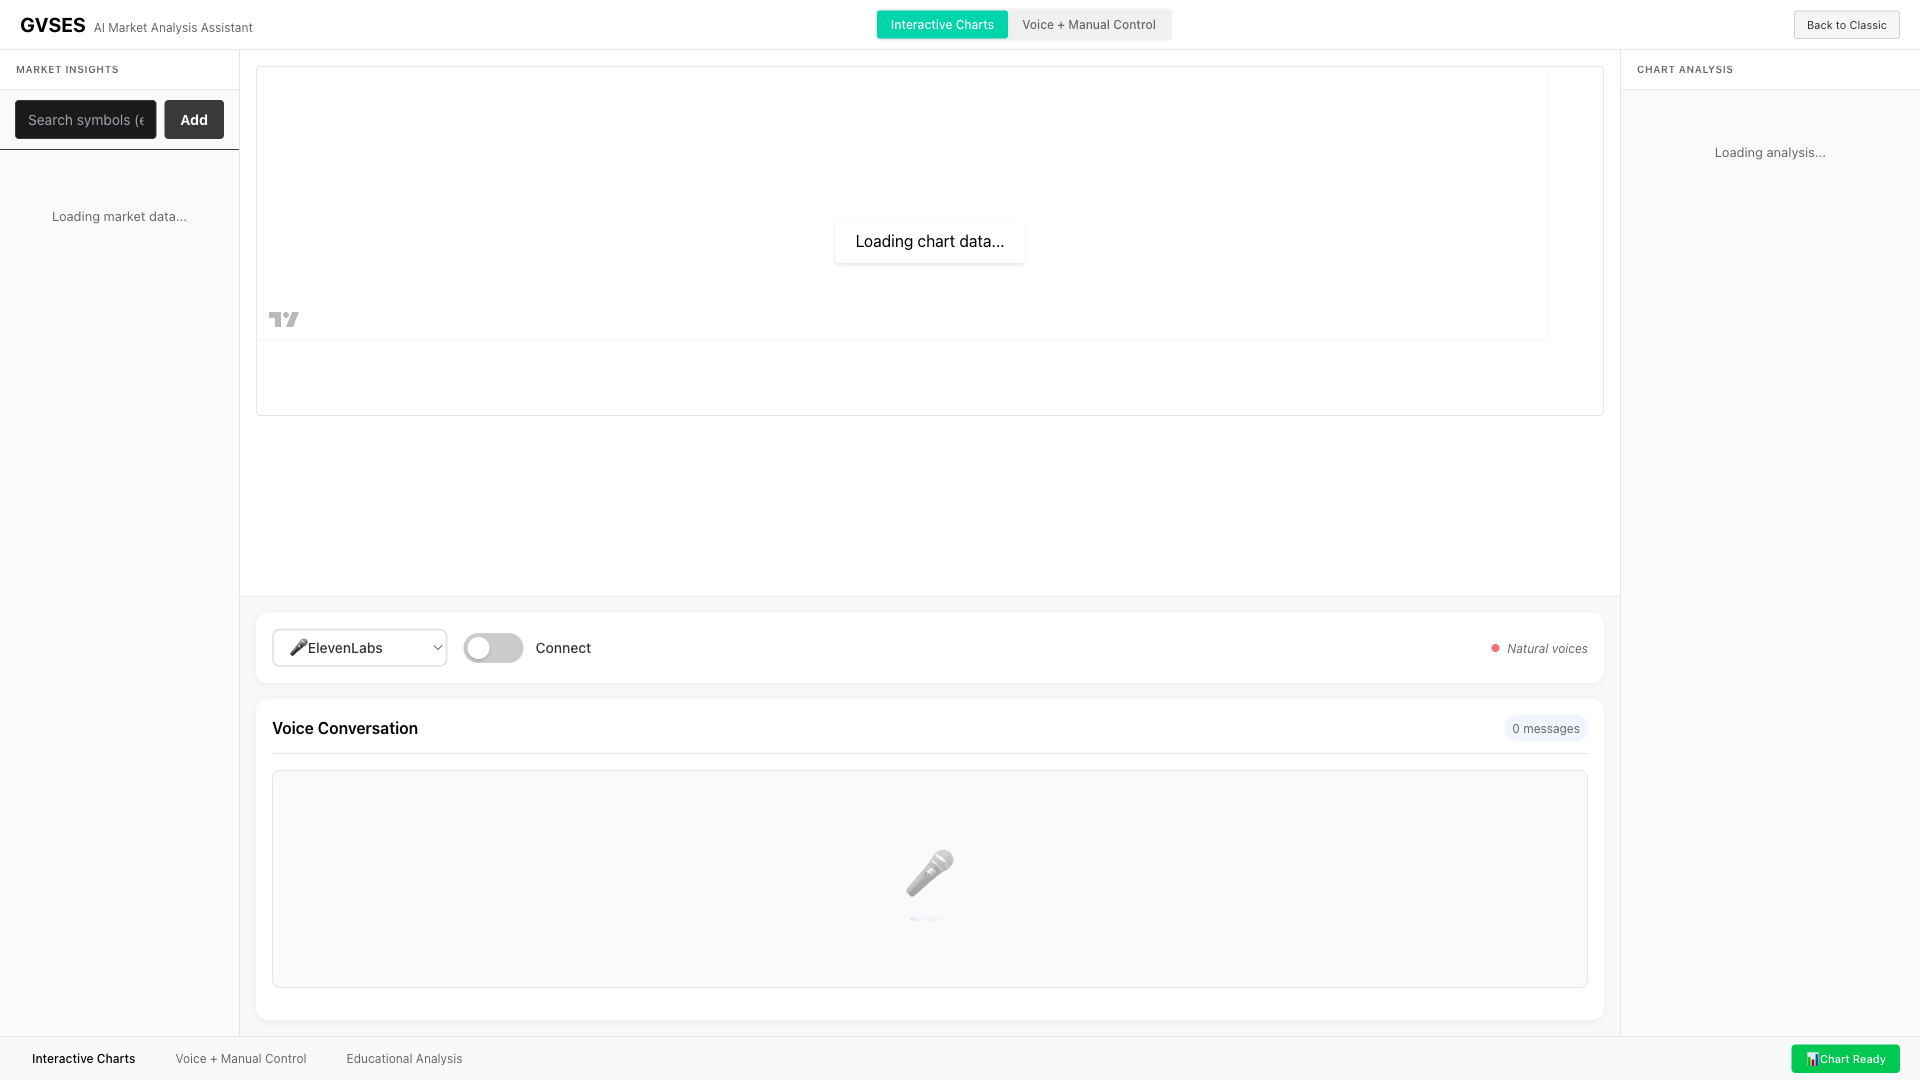 GVSES AI Market Analysis Assistant
Interactive Charts
Voice + Manual Control
Back to Classic
MARKET INSIGHTS
Search symbols (e
Add
Loading market data...
Loading chart data...
CHART ANALYSIS
Loading analysis...
ElevenLabs
Connect
Natural voices
Voice Conversation
0 messages
Interactive Charts
Voice + Manual Control
Educational Analysis
Chart Ready